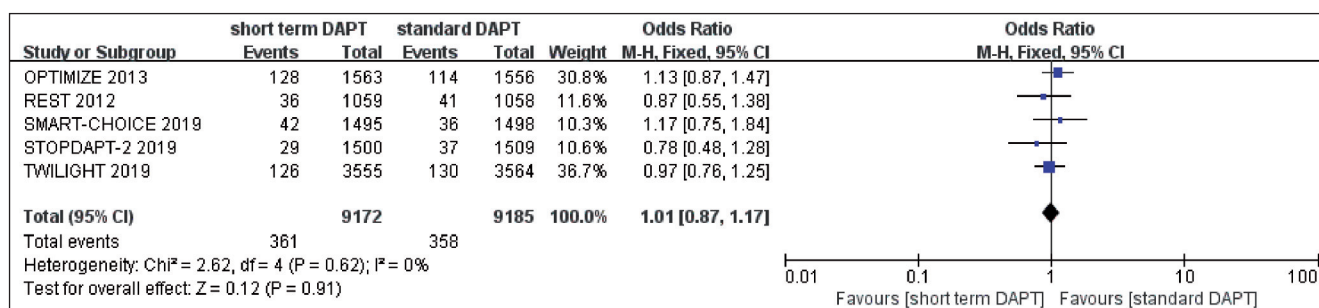 short term DAPT standard DAPT Odds Ratio Odds Ratio
Study or Subgroup Events Total Events Total Weight M-H, Fixed, 95% CI M-H, Fixed, 95% CI
OPTIMIZE 2013 128 1563 114 1556 30.8% 1.13 [0.87, 1.47]
REST 2012 36 1059 41 1058 11.6% 0.87 [0.55, 1.38]
SMART-CHOICE 2019 42 1495 36 1498 10.3% 1.17 [0.75, 1.84]
STOPDAPT-2 2019 29 1500 37 1509 10.6% 0.78 [0.48, 1.28]
TWILIGHT 2019 126 3555 130 3564 36.7% 0.97 [0.76, 1.25]
Total (95% CI) 9172 9185 100.0% 1.01 [0.87, 1.17]
Total events 361 358
Heterogeneity: Chi² = 2.62, df = 4 (P = 0.62); I² = 0%
Test for overall effect: Z = 0.12 (P = 0.91)
0.01 0.1 1 10 100
Favours [short term DAPT] Favours [standard DAPT]